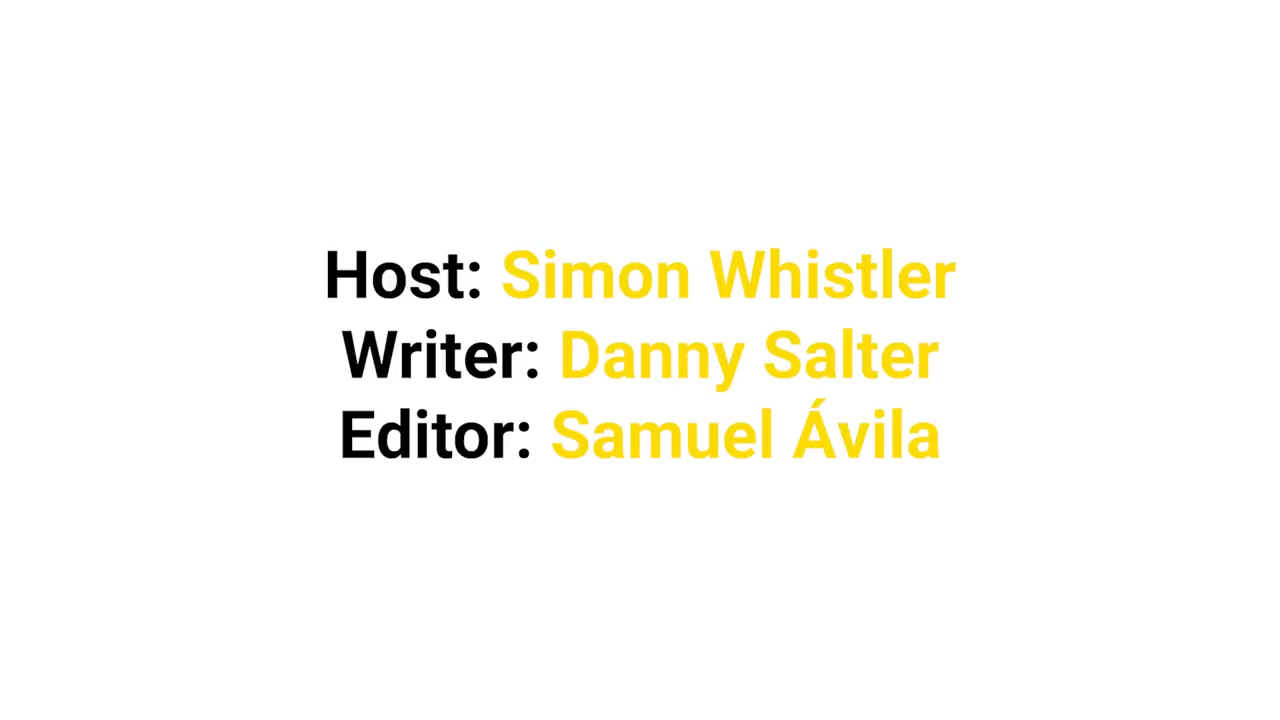 Host: Simon Whistler
Writer: Danny Salter
Editor: Samuel Ávila